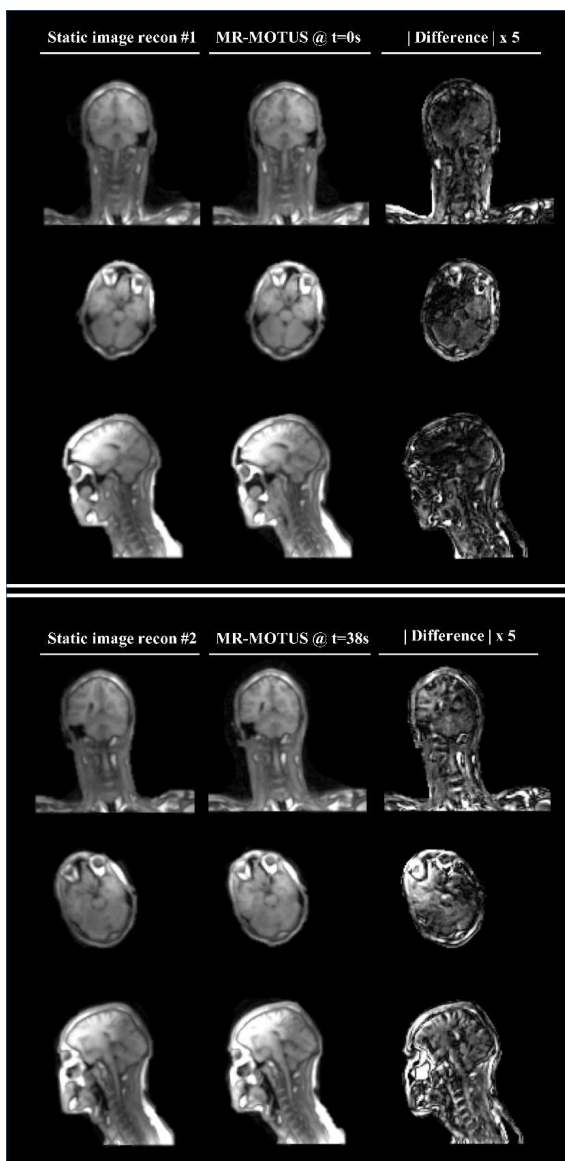 Static image recon #1 MR-MOTUS @ t=0s | Difference | x 5
Static image recon #2 MR-MOTUS @ t=38s | Difference | x 5